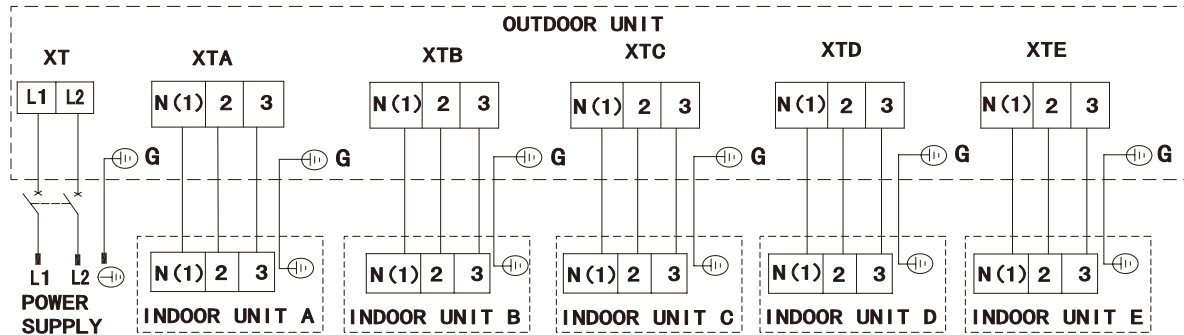 OUTDOOR UNIT
XT XTA XTB XTC XTD XTE
L1 L2 N(1) 2 3 N(1) 2 3 N(1) 2 3 N(1) 2 3 N(1) 2 3
G G G G G G
N(1) 2 3 N(1) 2 3 N(1) 2 3 N(1) 2 3 N(1) 2 3
L1 L2
POWER
SUPPLY
INDOOR UNIT A INDOOR UNIT B INDOOR UNIT C INDOOR UNIT D INDOOR UNIT E